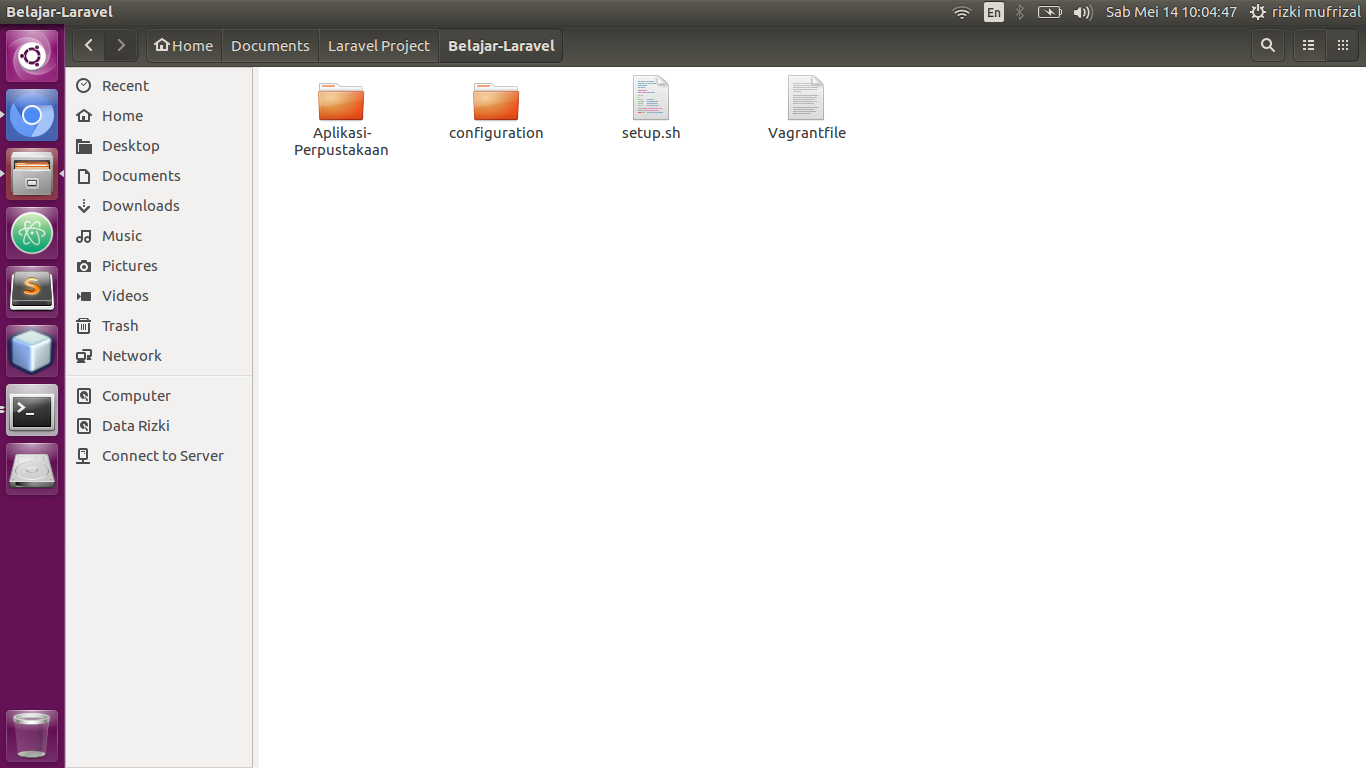 Belajar-Laravel
En
Sab Mei 14 10:04:47
rizki mufrizal
Home
Documents
Laravel Project
Belajar-Laravel
Recent
Home
Desktop
Documents
Downloads
Music
Pictures
Videos
Trash
Network
Computer
Data Rizki
Connect to Server
Aplikasi-
Perpustakaan
configuration
setup.sh
Vagrantfile